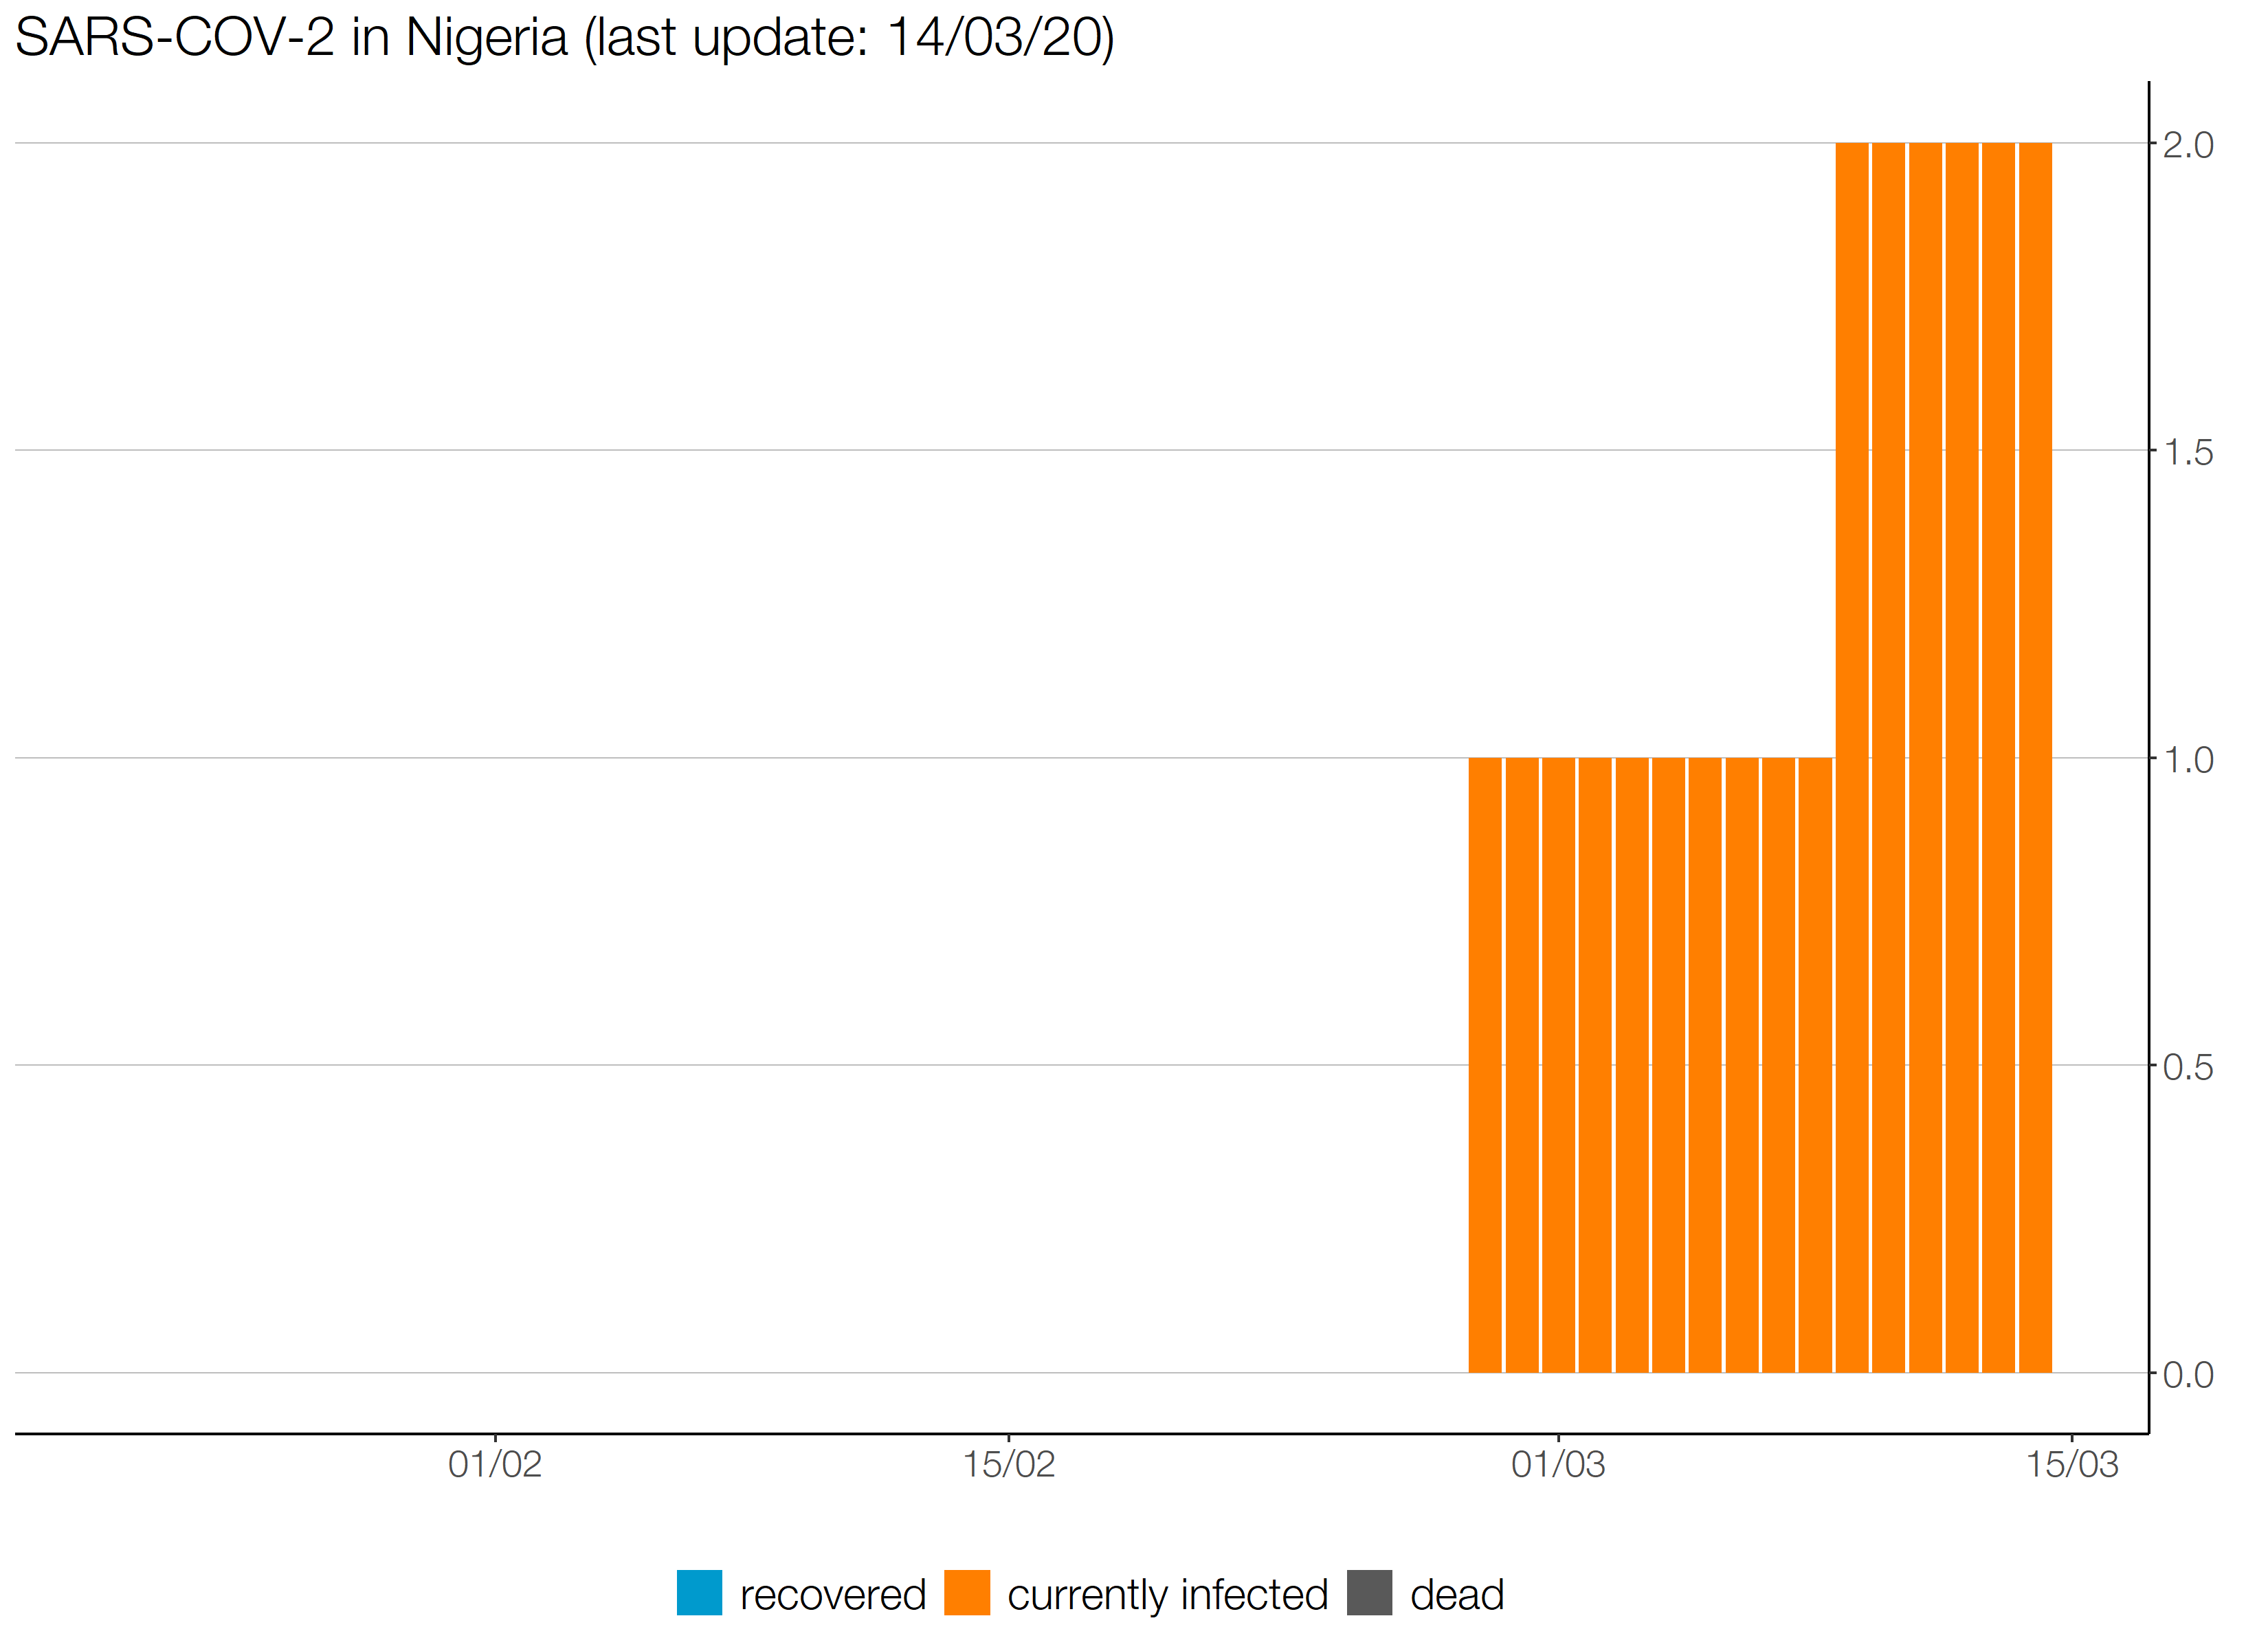 SARS-COV-2 in Nigeria (last update: 14/03/20)
2.0
1.5
1.0
0.5
0.0
01/02 15/02 01/03 15/03
recovered currently infected dead